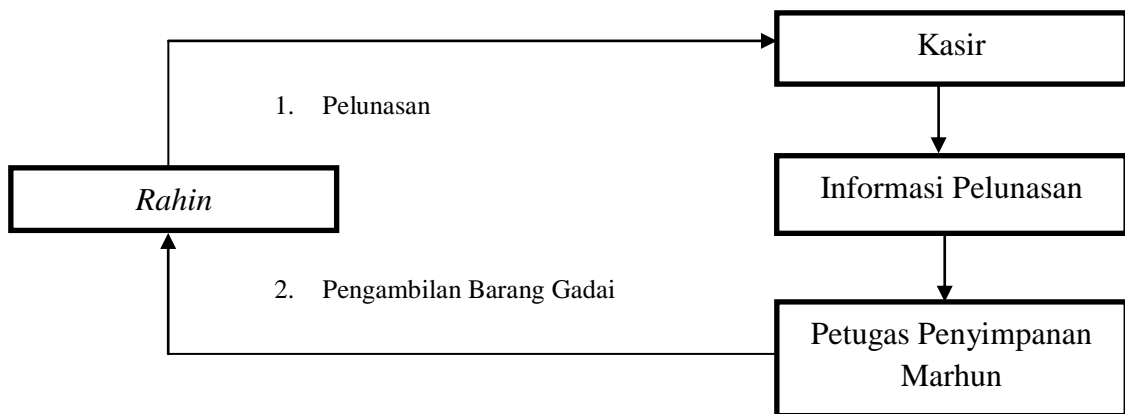 Kasir
1. Pelunasan
Rahin
Informasi Pelunasan
2. Pengambilan Barang Gadai
Petugas Penyimpanan
Marhun